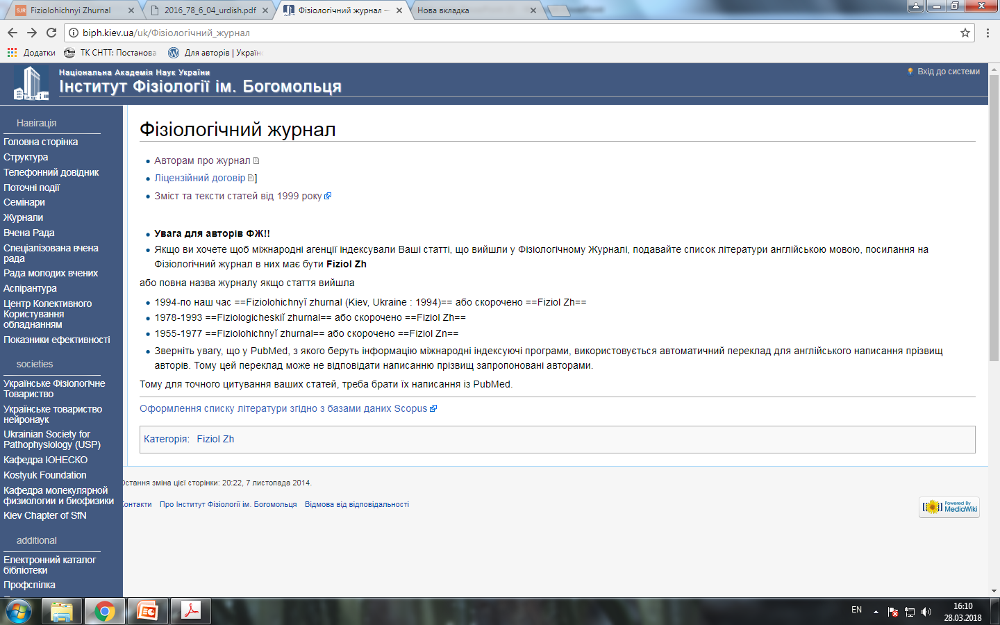 Fiziolohichnyi Zhurnal
2016_78_6_04_urdish.pdf
Фізіологічний журнал —
Нова вкладка
biph.kiev.ua/uk/Фізіологічний_журнал
Додатки
ТК СНТТ: Постанова
Для авторів | Україн
Національна Академія Наук України
Інститут Фізіології ім. Богомольця
Вхід до системи
Навігація
Головна сторінка
Структура
Телефонний довідник
Поточні події
Семінари
Журнали
Вчена Рада
Спеціалізована вчена
рада
Рада молодих вчених
Аспірантура
Центр Колективного
Користування
обладнанням
Показники ефективності
societies
Українське Фізіологічне
Товариство
Українське товариство
нейронаук
Ukrainian Society for
Pathophysiology (USP)
Кафедра ЮНЕСКО
Kostyuk Foundation
Кафедра молекулярной
физиологии и биофизики
Kiev Chapter of SfN
additional
Електронний каталог
бібліотеки
Профспілка
Фізіологічний журнал
Авторам про журнал
Ліцензійний договір ]
Зміст та тексти статей від 1999 року
Увага для авторів ФЖ!!
Якщо ви хочете щоб міжнародні агенції індексували Ваші статті, що вийшли у Фізіологічному Журналі, подавайте список літератури англійською мовою, посилання на
Фізіологічний журнал в них має бути Fiziol Zh
або повна назва журналу якщо стаття вийшла
1994-по наш час ==Fiziolohichnyĭ zhurnal (Kiev, Ukraine : 1994)== або скорочено ==Fiziol Zh==
1978-1993 ==Fiziologicheskiĭ zhurnal== або скорочено ==Fiziol Zh==
1955-1977 ==Fiziolohichnyĭ zhurnal== або скорочено ==Fiziol Zn==
Зверніть увагу, що у PubMed, з якого беруть інформацію міжнародні індексуючі програми, використовується автоматичний переклад для англійського написання прізвищ
авторів. Тому цей переклад може не відповідати написанню прізвищ запропоновані авторами.
Тому для точного цитування ваших статей, треба брати їх написання із PubMed.
Оформлення списку літератури згідно з базами даних Scopus
Категорія: Fiziol Zh
Остання зміна цієї сторінки: 20:22, 7 листопада 2014.
Контакти Про Інститут Фізіології ім. Богомольця Відмова від відповідальності
Powered By
MediaWiki
EN
16:10
28.03.2018